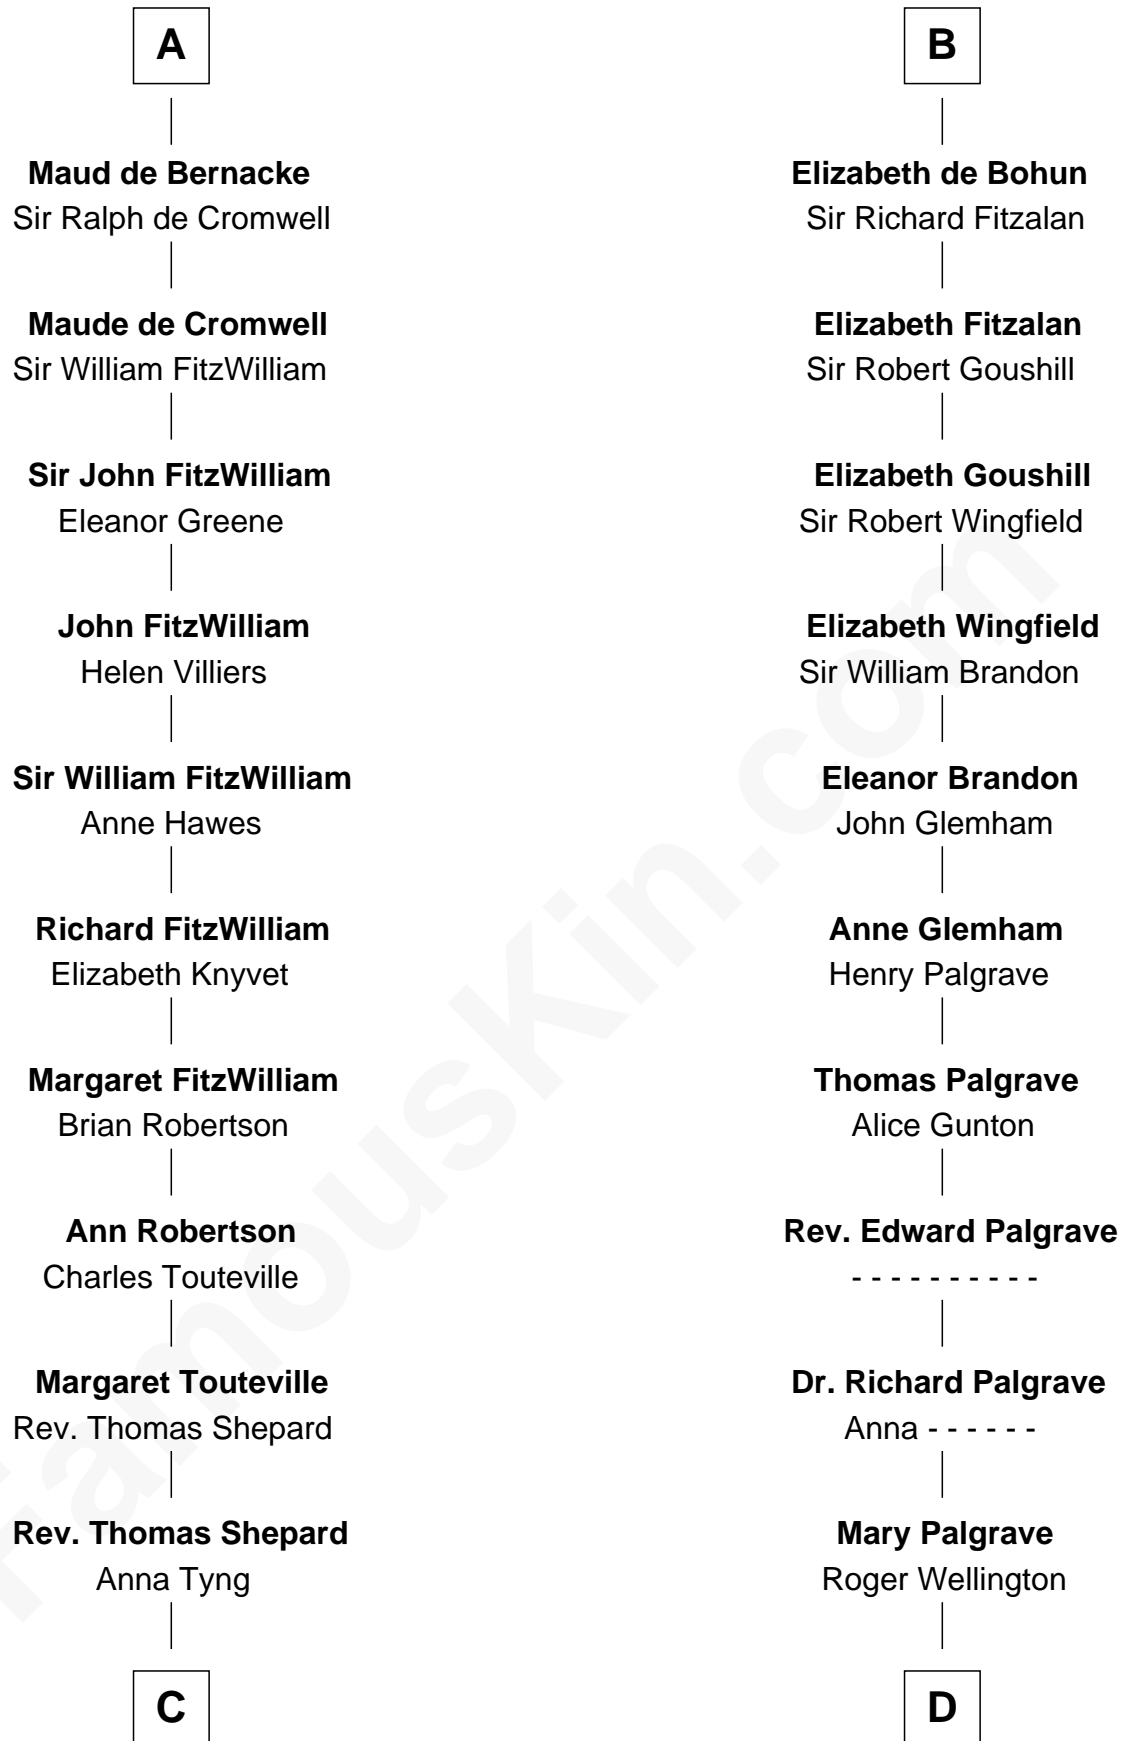 A
Maud de Bernacke
Sir Ralph de Cromwell
Maude de Cromwell
Sir William FitzWilliam
Sir John FitzWilliam
Eleanor Greene
John FitzWilliam
Helen Villiers
Sir William FitzWilliam
Anne Hawes
Richard FitzWilliam
Elizabeth Knyvet
Margaret FitzWilliam
Brian Robertson
Ann Robertson
Charles Touteville
Margaret Touteville
Rev. Thomas Shepard
Rev. Thomas Shepard
Anna Tyng
C
B
Elizabeth de Bohun
Sir Richard Fitzalan
Elizabeth Fitzalan
Sir Robert Goushill
Elizabeth Goushill
Sir Robert Wingfield
Elizabeth Wingfield
Sir William Brandon
Eleanor Brandon
John Glemham
Anne Glemham
Henry Palgrave
Thomas Palgrave
Alice Gunton
Rev. Edward Palgrave
- - - - - - - - - -
Dr. Richard Palgrave
Anna - - - - - -
Mary Palgrave
Roger Wellington
D
FamousKin.com